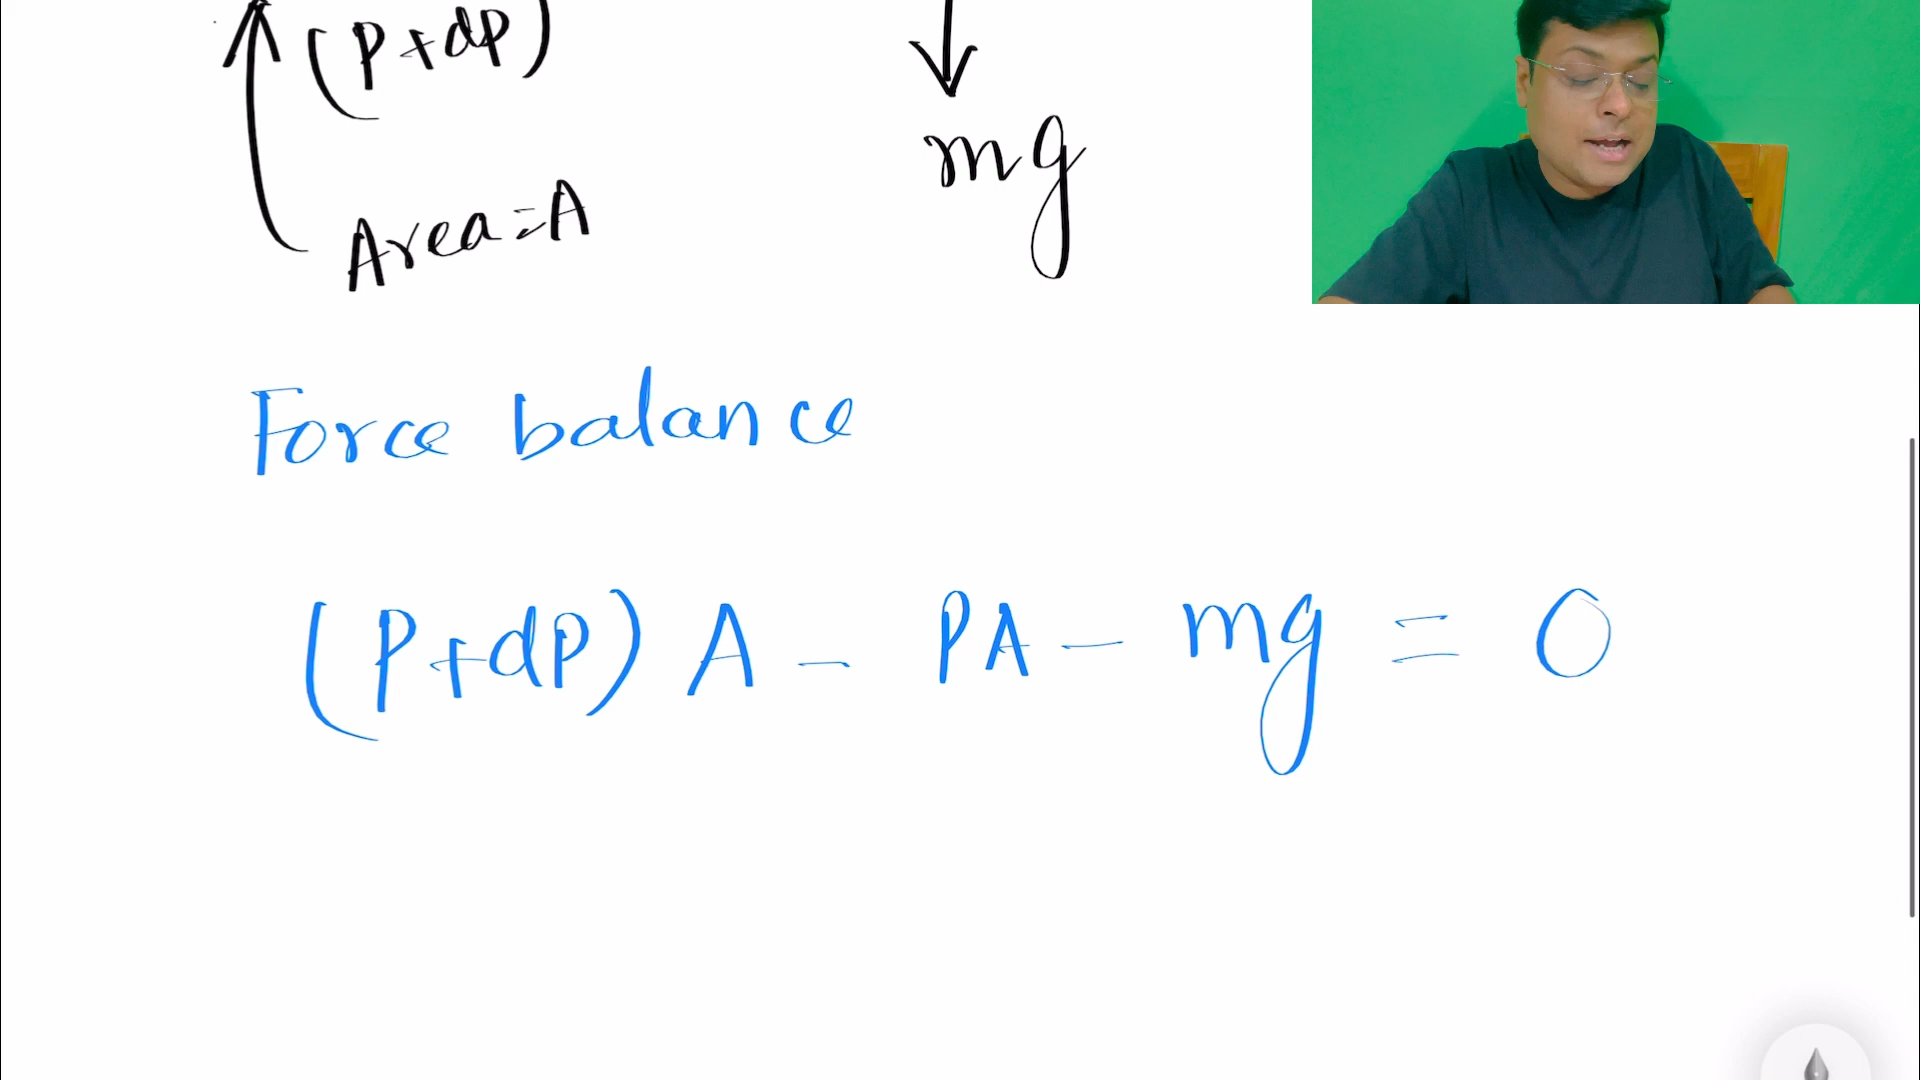 (P+dp)
mg
Area=A
Force balance
(P+dp) A - PA - mg = 0